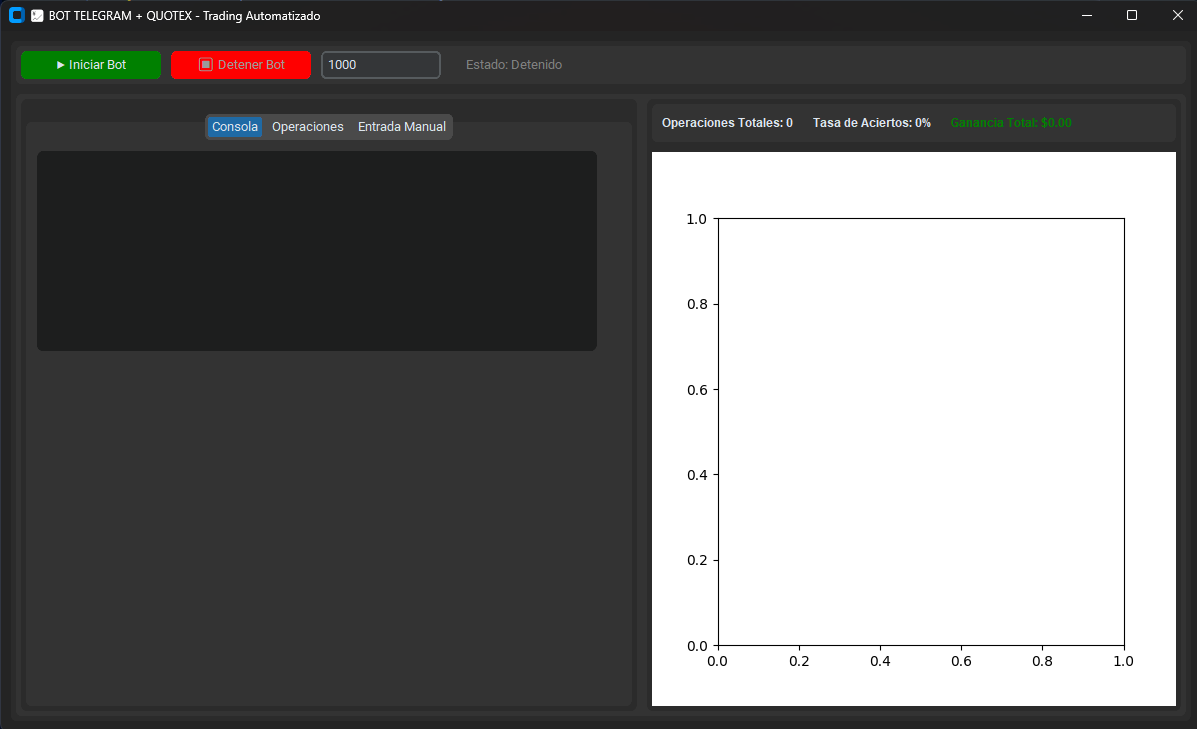 BOT TELEGRAM + QUOTEX - Trading Automatizado
Iniciar Bot
Detener Bot
1000
Estado: Detenido
Consola
Operaciones
Entrada Manual
Operaciones Totales: 0
Tasa de Aciertos: 0%
Ganancia Total: $0.00
1.0
0.8
0.6
0.4
0.2
0.0
0.0 0.2 0.4 0.6 0.8 1.0